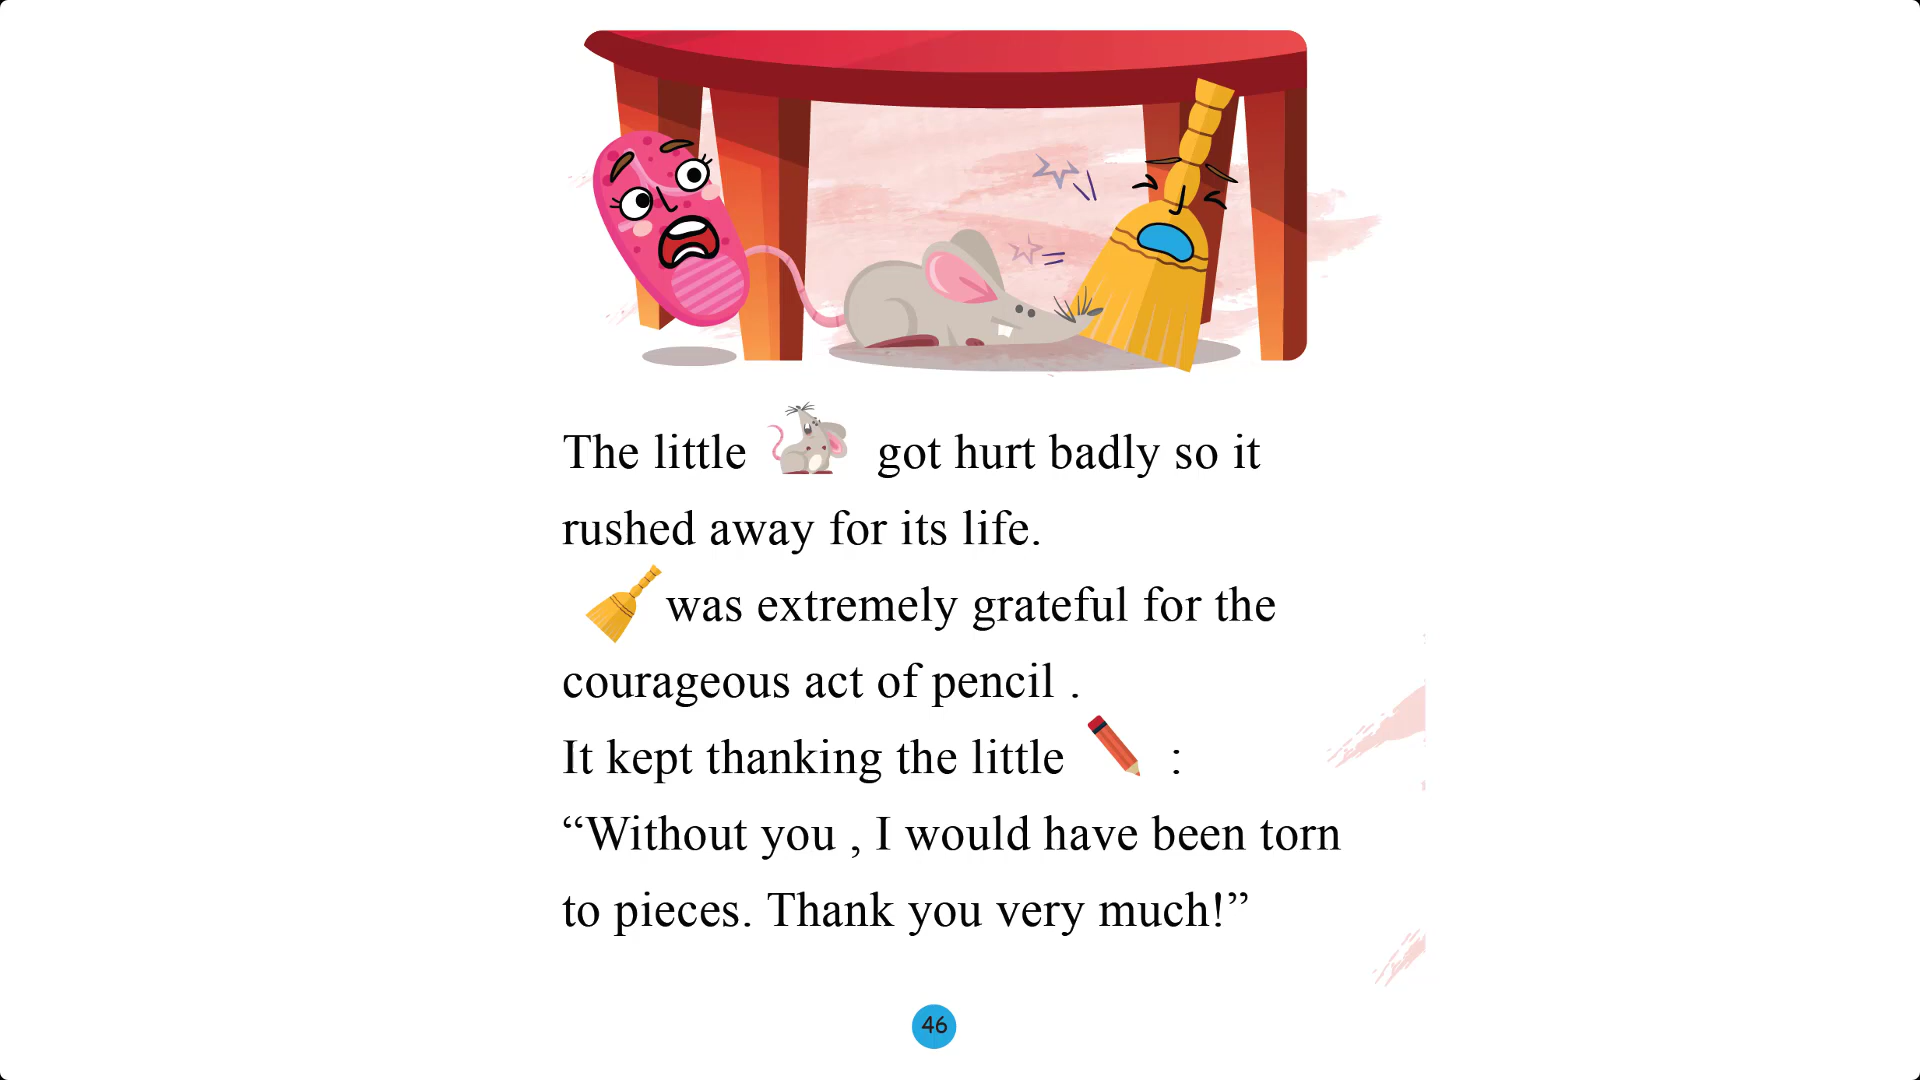 The little got hurt badly so it
rushed away for its life.
was extremely grateful for the
courageous act of pencil .
It kept thanking the little :
“Without you , I would have been torn
to pieces. Thank you very much!”
46